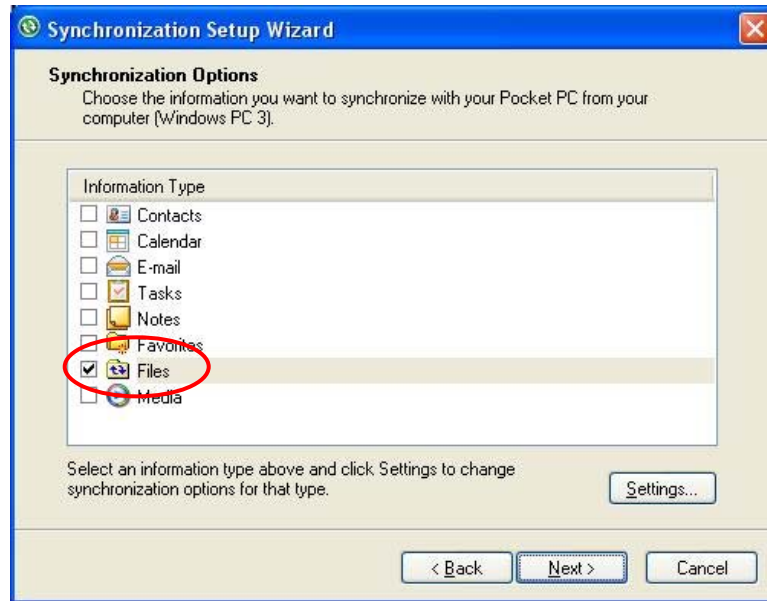 Synchronization Setup Wizard
Synchronization Options
Choose the information you want to synchronize with your Pocket PC from your
computer (Windows PC 3).
Information Type
Contacts
Calendar
E-mail
Tasks
Notes
Favorites
Files
Media
Select an information type above and click Settings to change
synchronization options for that type.
Settings...
< Back
Next >
Cancel